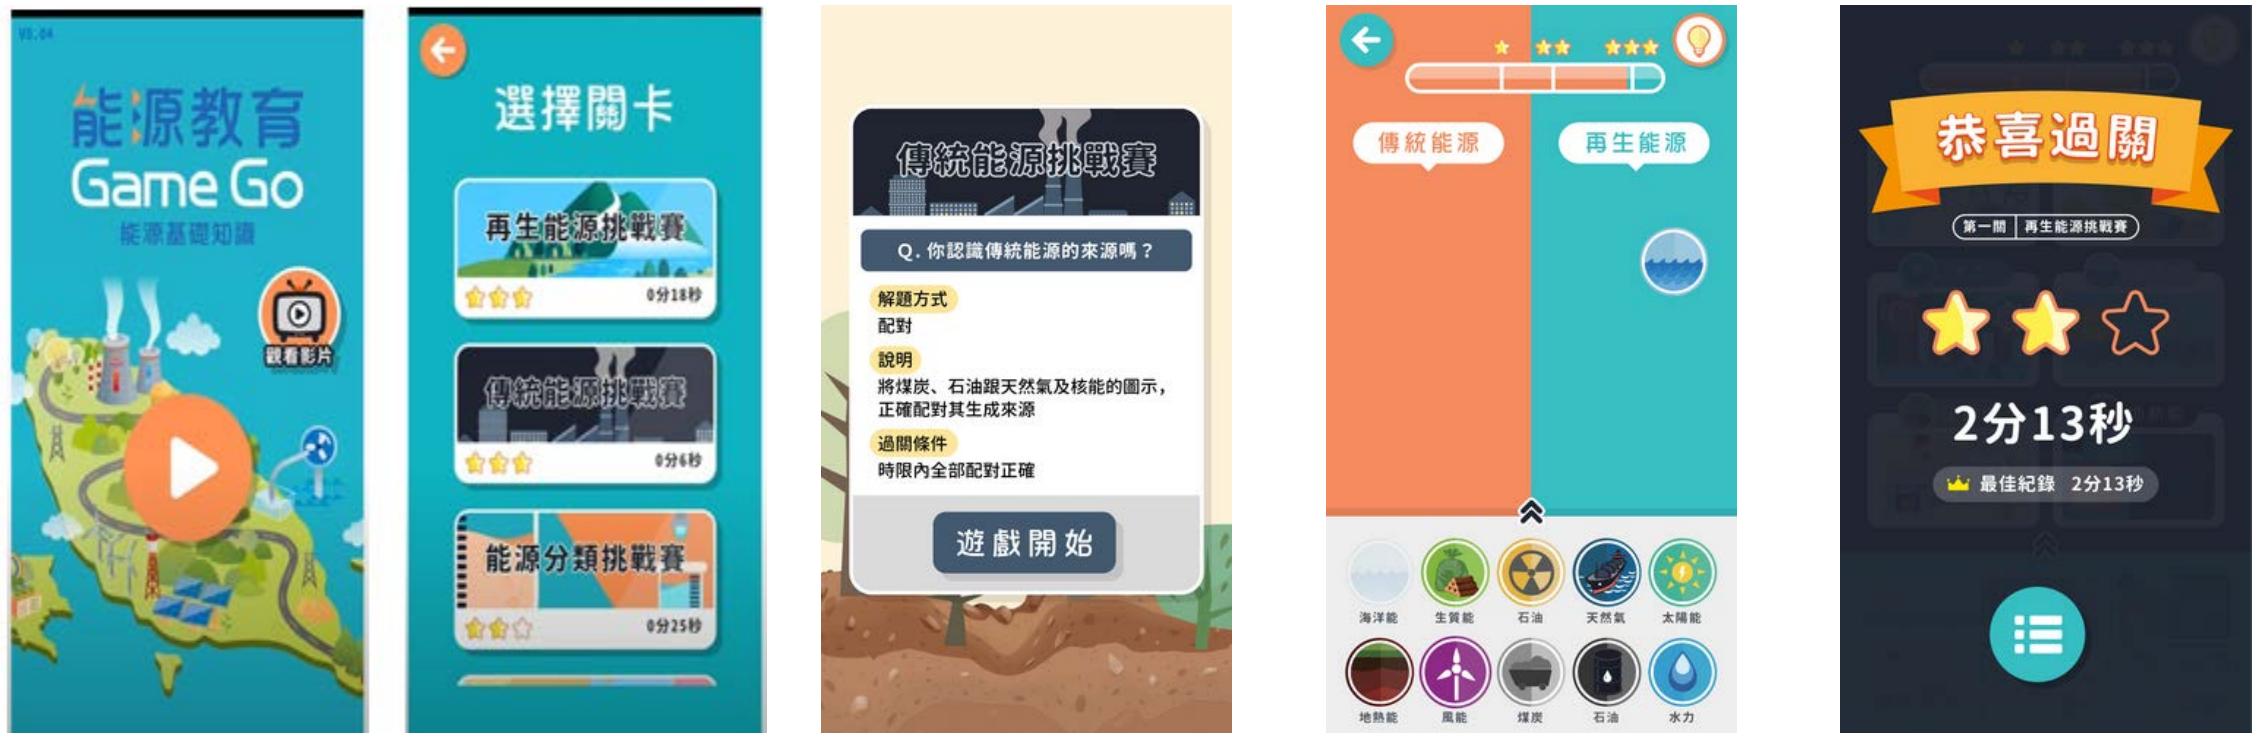 V3.04
能源教育
Game Go
能源基礎知識
觀看影片
選擇關卡
再生能源挑戰賽
0分18秒
傳統能源挑戰賽
0分6秒
能源分類挑戰賽
0分25秒
傳統能源挑戰賽
Q. 你認識傳統能源的來源嗎？
解題方式
配對
說明
將煤炭、石油跟天然氣及核能的圖示，
正確配對其生成來源
過關條件
時限內全部配對正確
遊戲開始
傳統能源
再生能源
海洋能
生質能
石油
天然氣
太陽能
地熱能
風能
煤炭
石油
水力
恭喜過關
第一關 再生能源挑戰賽
2分13秒
最佳紀錄 2分13秒